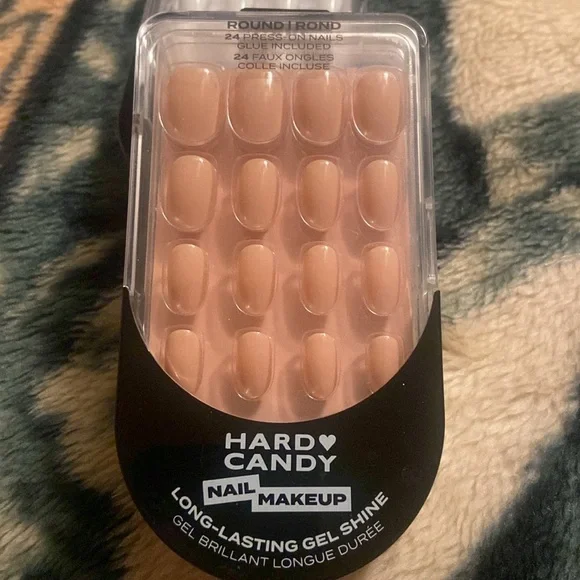 ROUND | ROND
24 PRESS-ON NAILS
GLUE INCLUDED
24 FAUX ONGLES
COLLE INCLUSE
HARD♥
CANDY
NAIL
MAKEUP
LONG-LASTING GEL SHINE
GEL BRILLANT LONGUE DURÉE